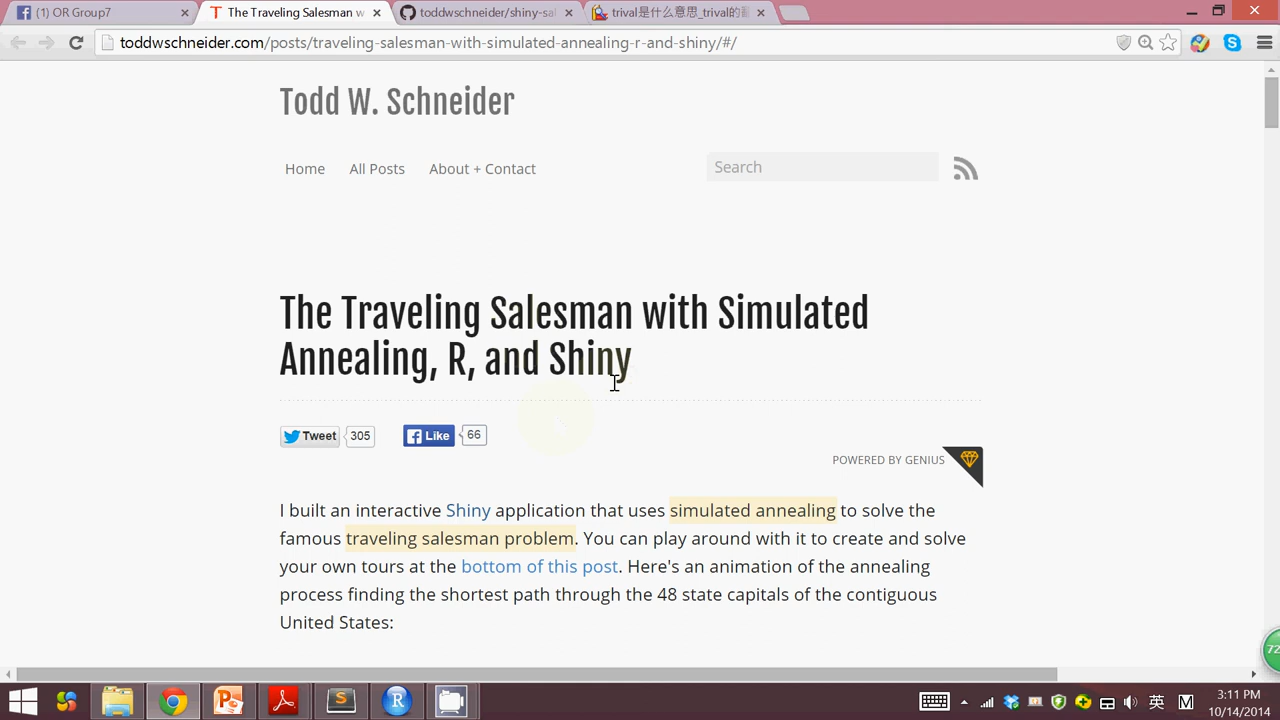 (1) OR Group7
The Traveling Salesman w
toddwschneider/shiny-sal
trival是什么意思_trival的
toddwschneider.com/posts/traveling-salesman-with-simulated-annealing-r-and-shiny/#/
Todd W. Schneider
Home
All Posts
About + Contact
Search
The Traveling Salesman with Simulated
Annealing, R, and Shiny
Tweet
305
Like
66
POWERED BY GENIUS
I built an interactive Shiny application that uses simulated annealing to solve the
famous traveling salesman problem. You can play around with it to create and solve
your own tours at the bottom of this post. Here's an animation of the annealing
process finding the shortest path through the 48 state capitals of the contiguous
United States:
72
英
M
3:11 PM
10/14/2014